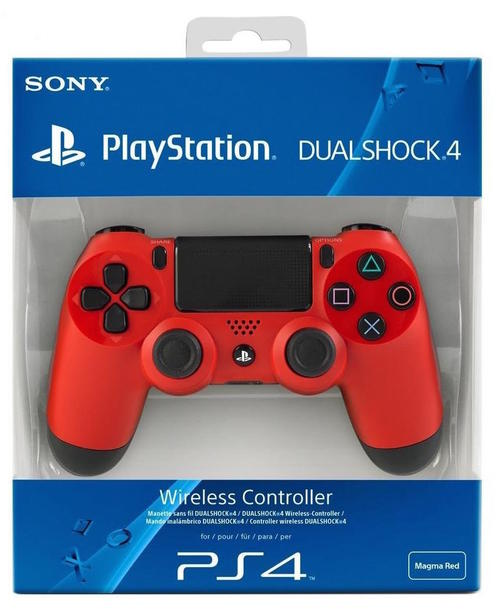 SONY
PlayStation® DUALSHOCK®4
SHARE
OPTIONS
Wireless Controller
Manette sans fil DUALSHOCK®4 / DUALSHOCK®4 Wireless-Controller /
Mando inalámbrico DUALSHOCK®4 / Controller wireless DUALSHOCK®4
for / pour / für / para / per
PS4™
Magma Red